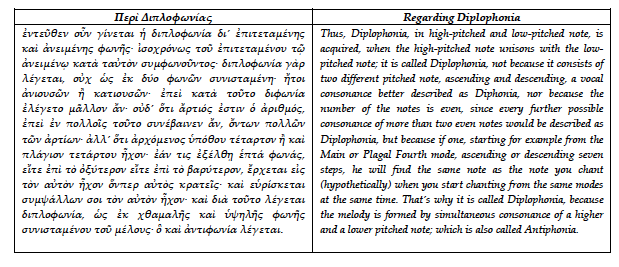 Περὶ Διπλοφωνίας
ἐντεῦθεν οὖν γίνεται ἡ διπλοφωνία δι᾽ ἐπιτεταμένης
καὶ ἀνειμένης φωνῆς· ἰσοχρόνως τοῦ ἐπιτεταμένου τῷ
ἀνειμένῳ κατὰ ταὐτὸν συμφωνοῦντος· διπλοφωνία γὰρ
λέγεται, οὐχ ὡς ἐκ δύο φωνῶν συνισταμένη· ἤτοι
ἀνιουσῶν ἢ κατιουσῶν· ἐπεὶ κατὰ τοῦτο διφωνία
ἐλέγετο μᾶλλον ἄν· οὐδ᾽ ὅτι ἄρτιός ἐστιν ὁ ἀριθμός,
ἐπεὶ ἐν πολλοῖς τοῦτο συνέβαινεν ἄν, ὄντων πολλῶν
τῶν ἀρτίων· ἀλλ᾽ ὅτι ἀρχόμενος ὑπόθου τέταρτον ἢ καὶ
πλάγιον τετάρτου ἦχον· ἐάν τις ἐξέλθη ἑπτά φωνάς,
εἴτε ἐπὶ τὸ ὀξύτερον εἴτε ἐπὶ τὸ βαρύτερον, ἔρχεται εἰς
τὸν αὐτὸν ἦχον ὅνπερ αὐτὸς κρατεῖς· καὶ εὑρίσκεται
συμψάλλων σοι τὸν αὐτὸν ἦχον· καὶ διὰ τοῦτο λέγεται
διπλοφωνία, ὡς ἐκ χθαμαλῆς καὶ ὑψηλῆς φωνῆς
συνισταμένου τοῦ μέλους· ὃ καὶ ἀντιφωνία λέγεται.
Regarding Diplophonia
Thus, Diplophonia, in high-pitched and low-pitched note, is
acquired, when the high-pitched note unisons with the low-
pitched note; it is called Diplophonia, not because it consists of
two different pitched note, ascending and descending, a vocal
consonance better described as Diphonia, nor because the
number of the notes is even, since every further possible
consonance of more than two even notes would be described as
Diplophonia, but because if one, starting for example from the
Main or Plagal Fourth mode, ascending or descending seven
steps, he will find the same note as the note you chant
(hypothetically) when you start chanting from the same modes
at the same time. That's why it is called Diplophonia, because
the melody is formed by simultaneous consonance of a higher
and a lower pitched note; which is also called Antiphonia.